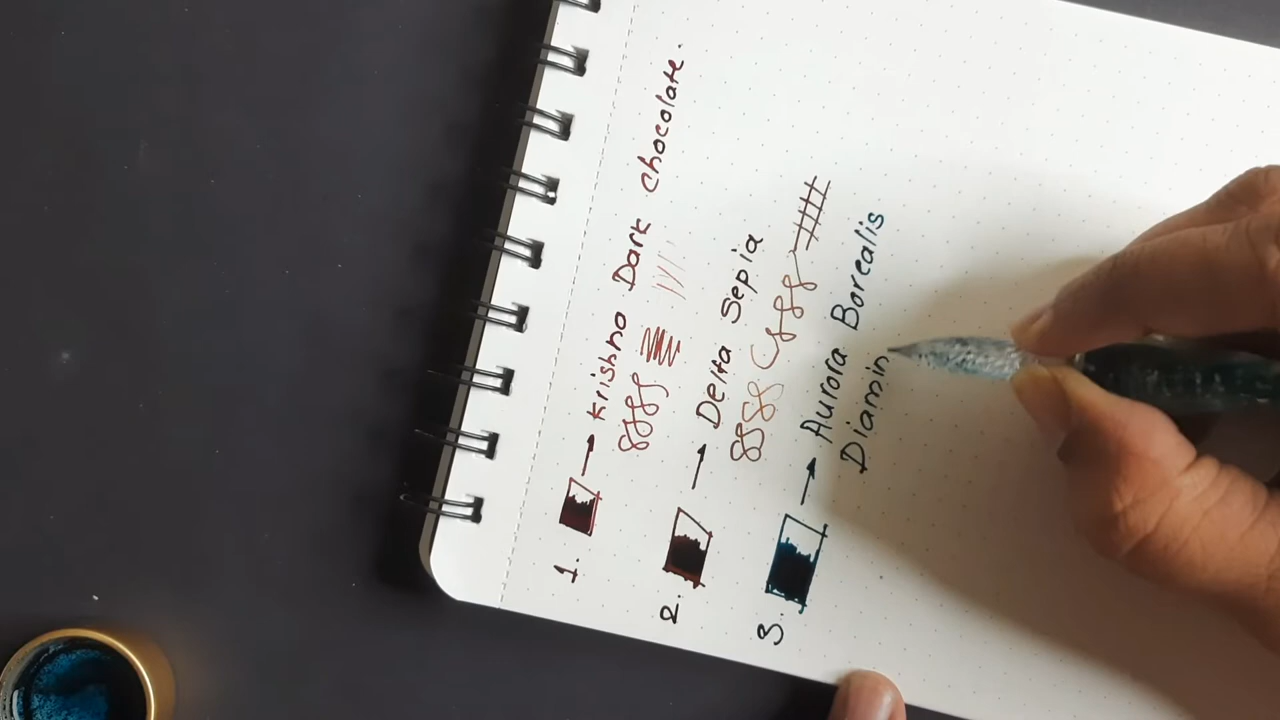 1. → Krishna Dark chocolate.
2. → Delta Sepia
3. → Aurora Borealis
Diamin